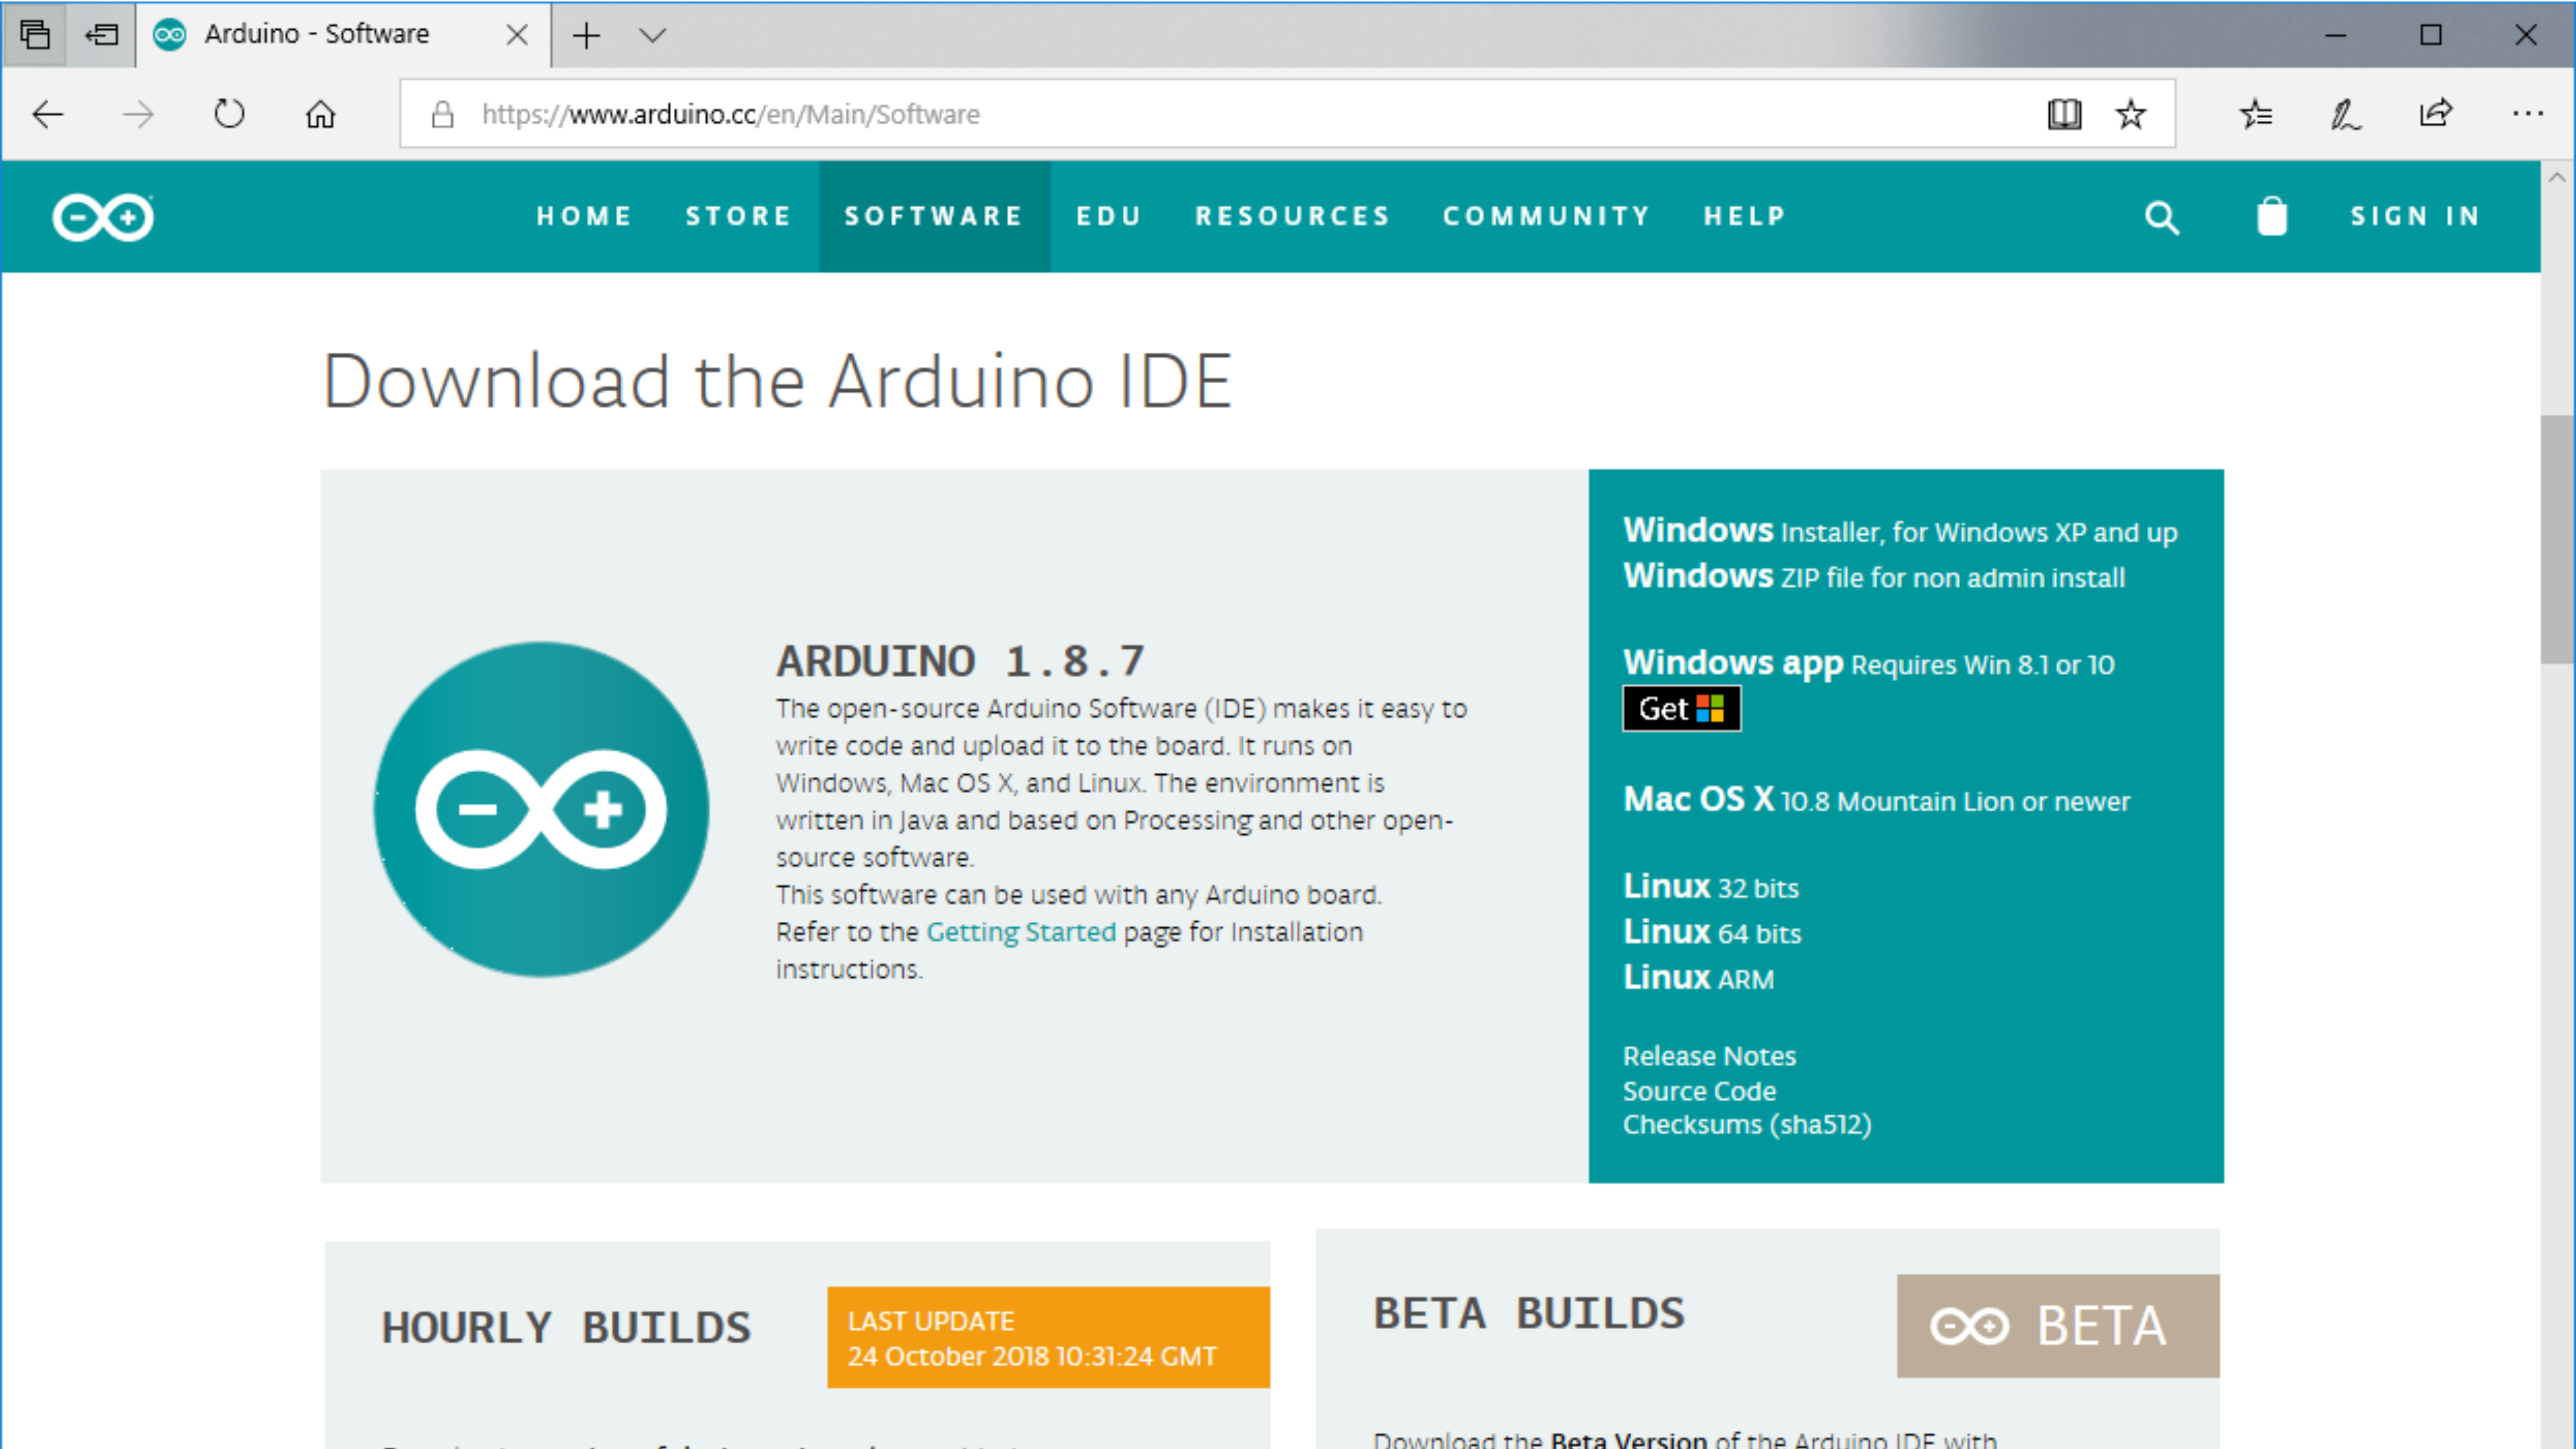 Arduino - Software
https://www.arduino.cc/en/Main/Software
HOME STORE SOFTWARE EDU RESOURCES COMMUNITY HELP SIGN IN
Download the Arduino IDE
ARDUINO 1.8.7
The open-source Arduino Software (IDE) makes it easy to
write code and upload it to the board. It runs on
Windows, Mac OS X, and Linux. The environment is
written in Java and based on Processing and other open-
source software.
This software can be used with any Arduino board.
Refer to the Getting Started page for Installation
instructions.
Windows Installer, for Windows XP and up
Windows ZIP file for non admin install
Windows app Requires Win 8.1 or 10
Get
Mac OS X 10.8 Mountain Lion or newer
Linux 32 bits
Linux 64 bits
Linux ARM
Release Notes
Source Code
Checksums (sha512)
HOURLY BUILDS
LAST UPDATE
24 October 2018 10:31:24 GMT
BETA BUILDS
BETA
Download the Beta Version of the Arduino IDE with